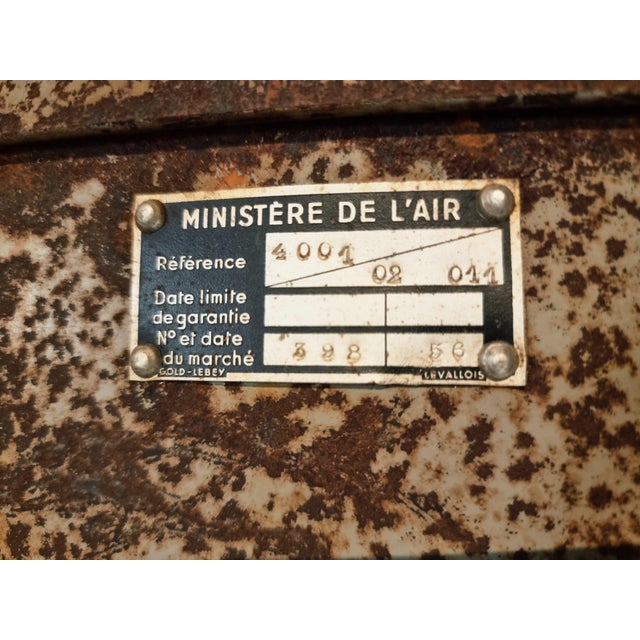 MINISTÈRE DE L'AIR
4001
Référence 02 011
Date limite
de garantie
N° et date
du marché 398 56
GOLD-LEBEY LEVALLOIS